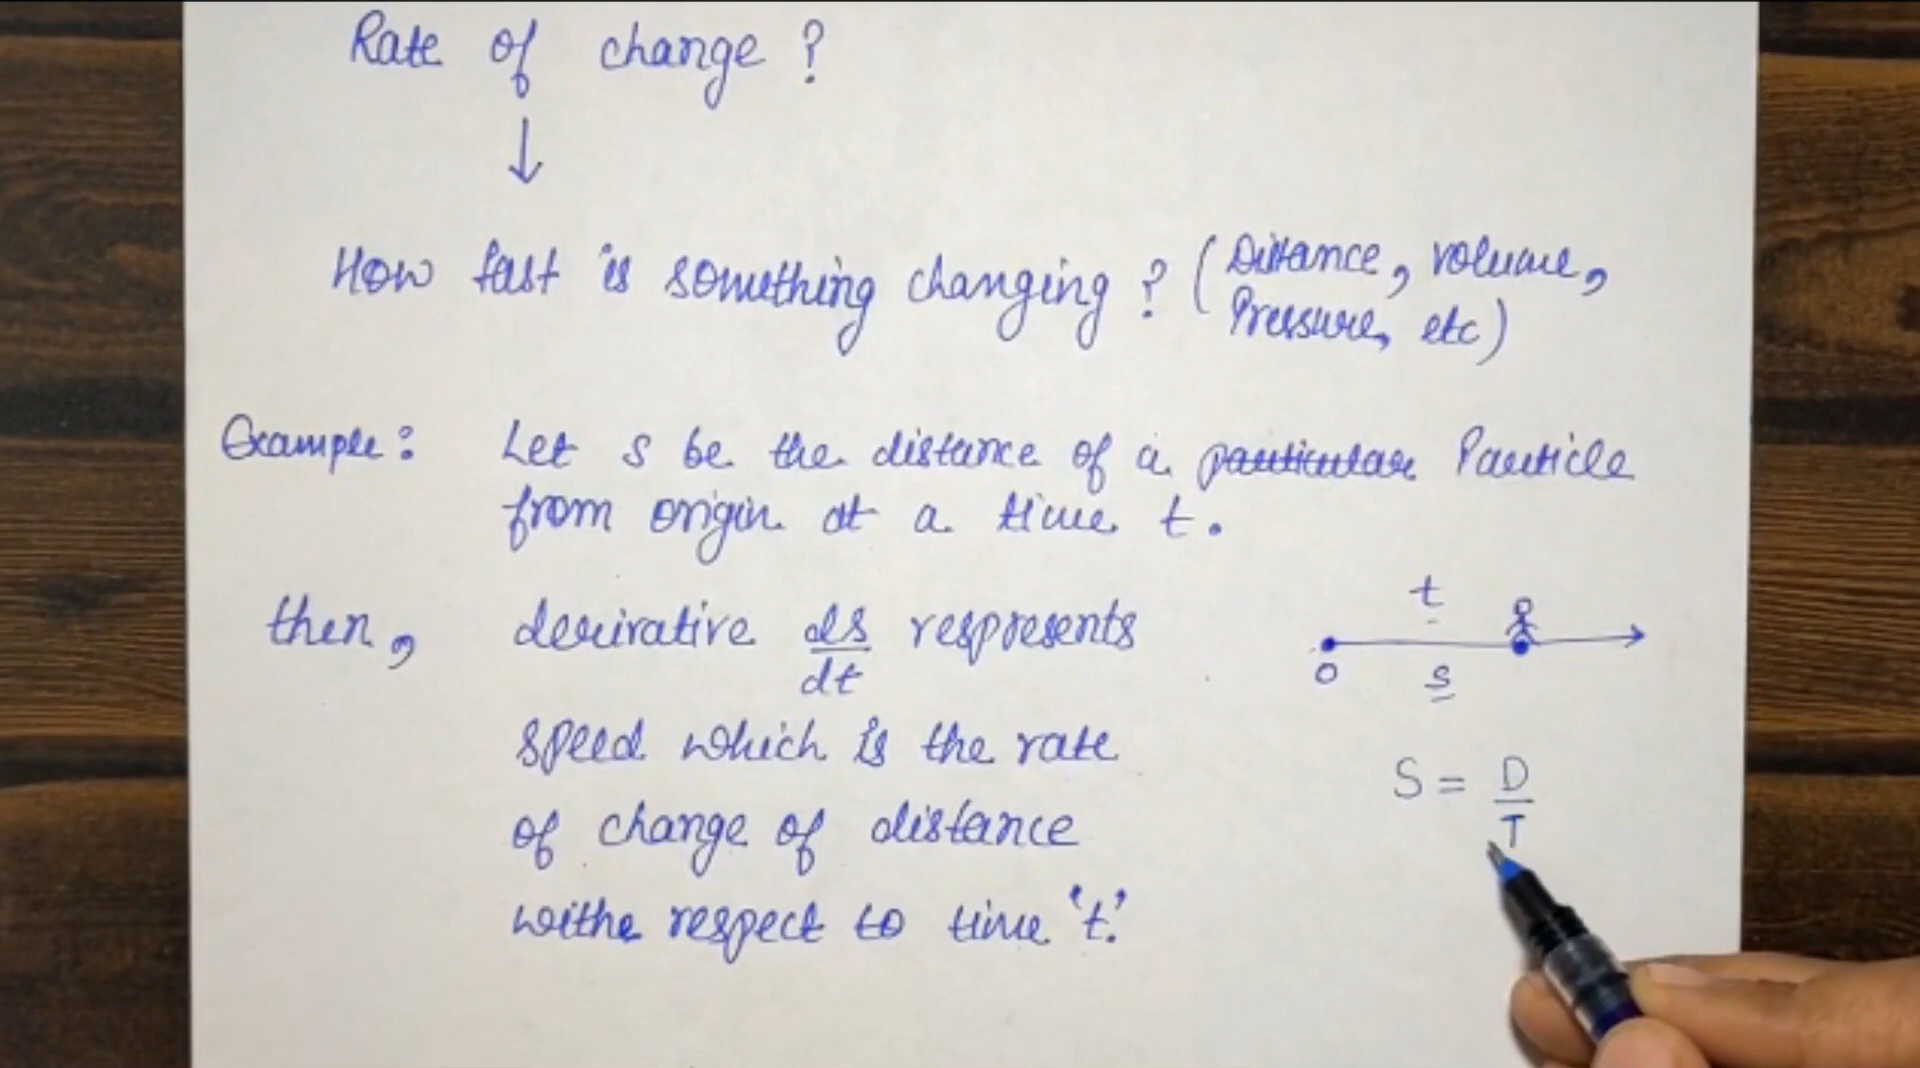 Rate of change ?
↓
How fast is something changing ? ( Distance, volume,
Pressure, etc)
Example: Let s be the distance of a particular Particle
from origin at a time t.
then, derivative ds/dt respresents
speed which is the rate
of change of distance
withe respect to time 't'.
t
O s
S = D/T